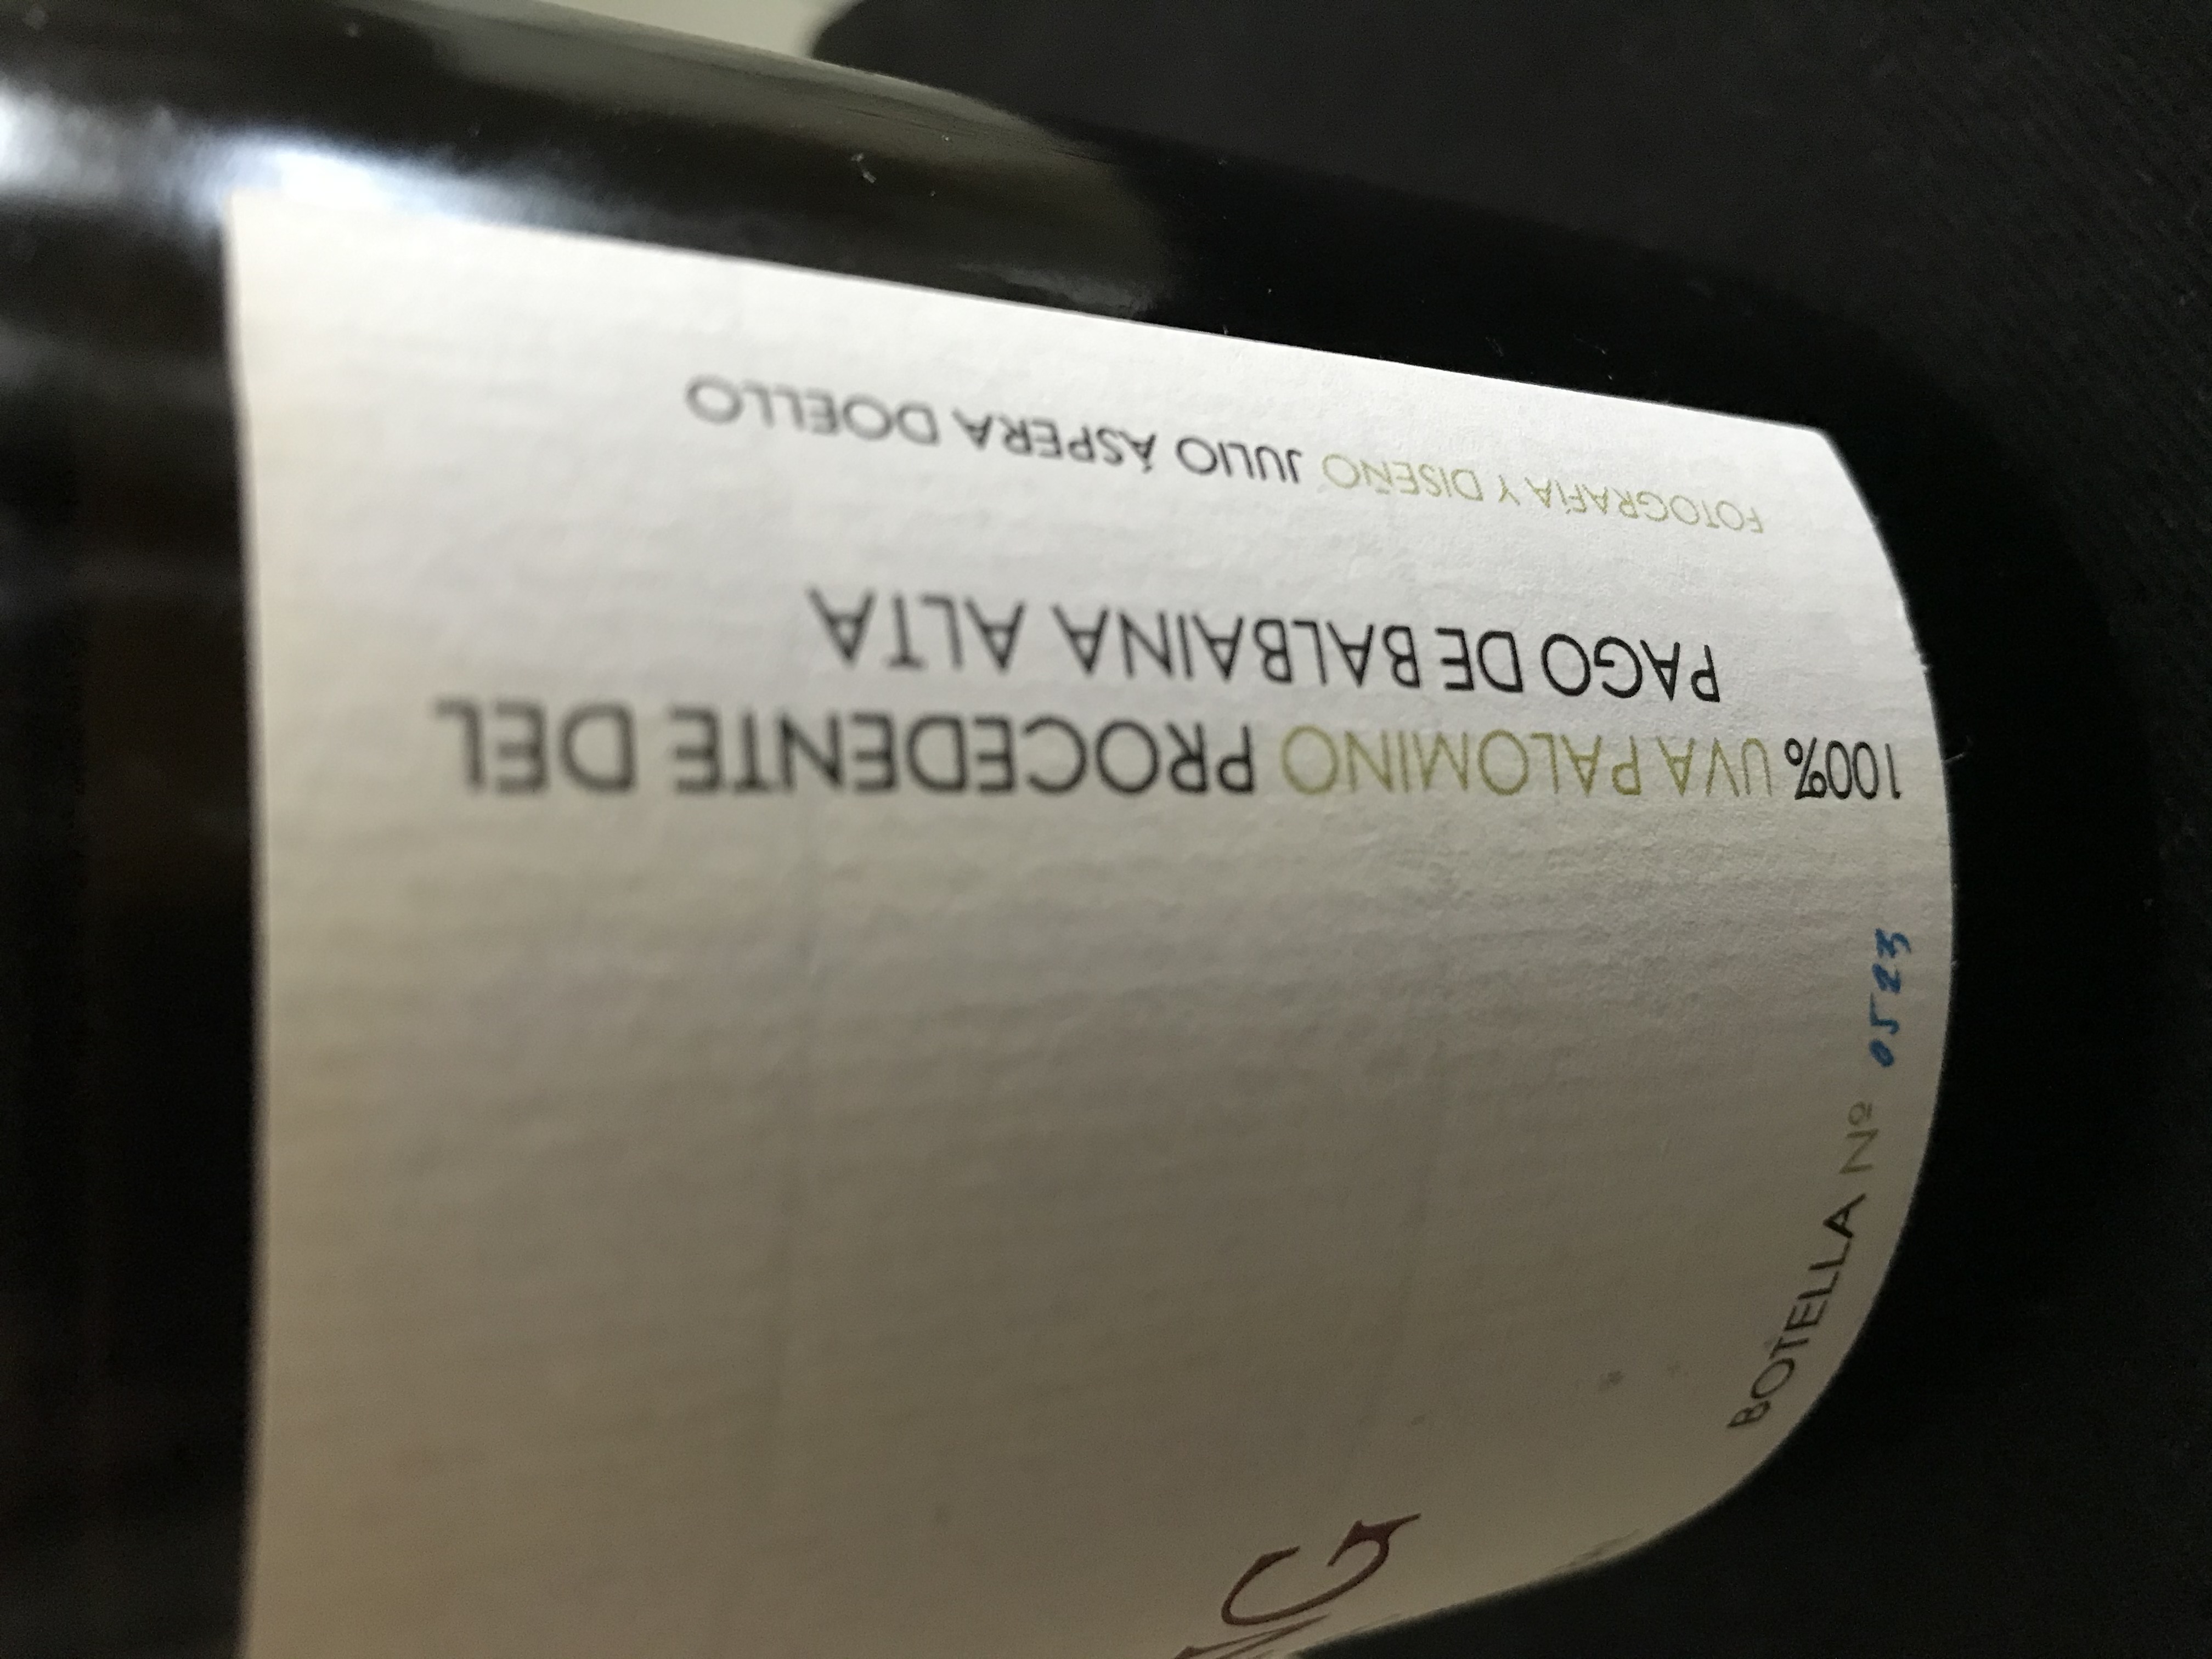 100% UVA PALOMINO PROCEDENTE DEL
PAGO DE BALBAINA ALTA
FOTOGRAFÍA Y DISEÑO JULIO ÁSPERA DOELLO
BOTELLA Nº 0523